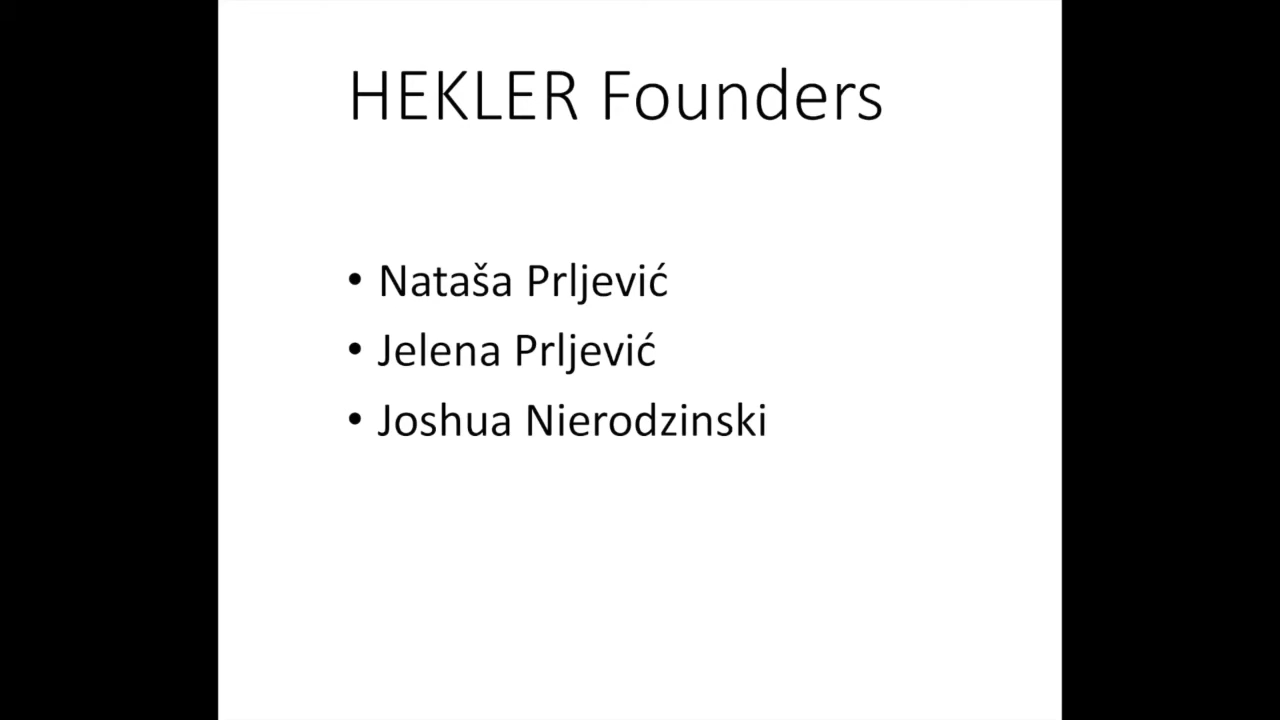 HEKLER Founders
• Nataša Prljević
• Jelena Prljević
• Joshua Nierodzinski